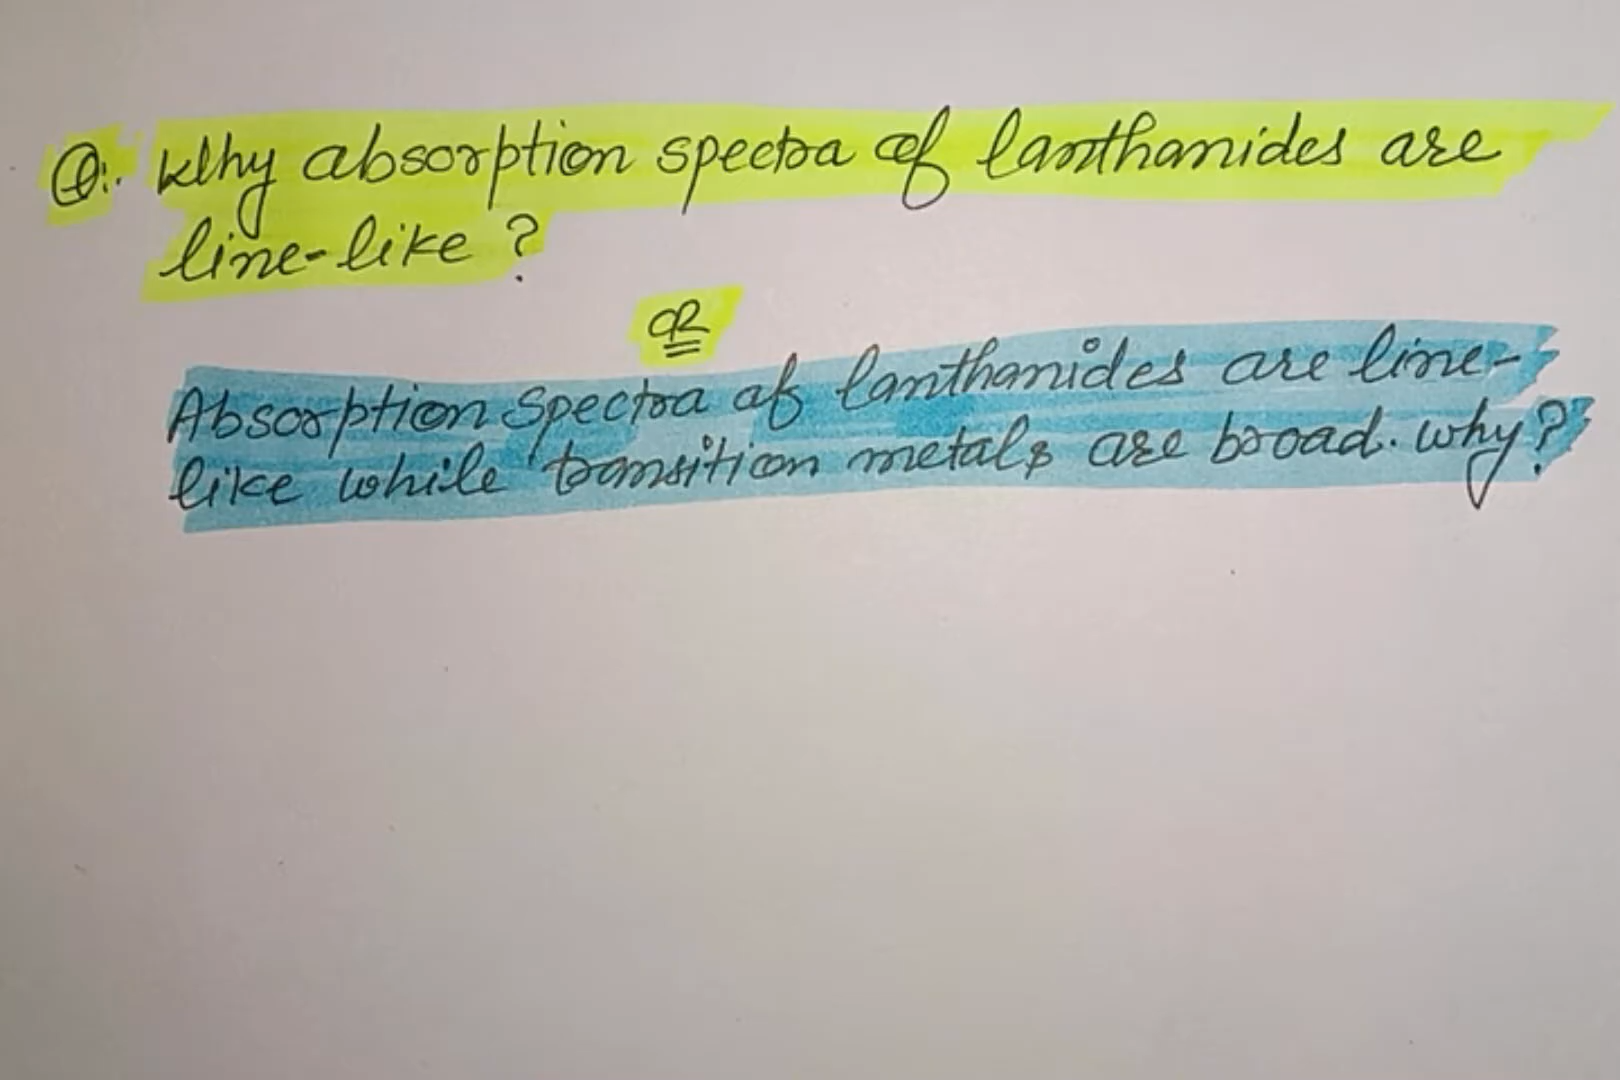 Q:. Why absorption spectra of lanthanides are
line-like ?
OR
Absorption Spectra of lanthanides are line-
like while transition metals are broad. why?